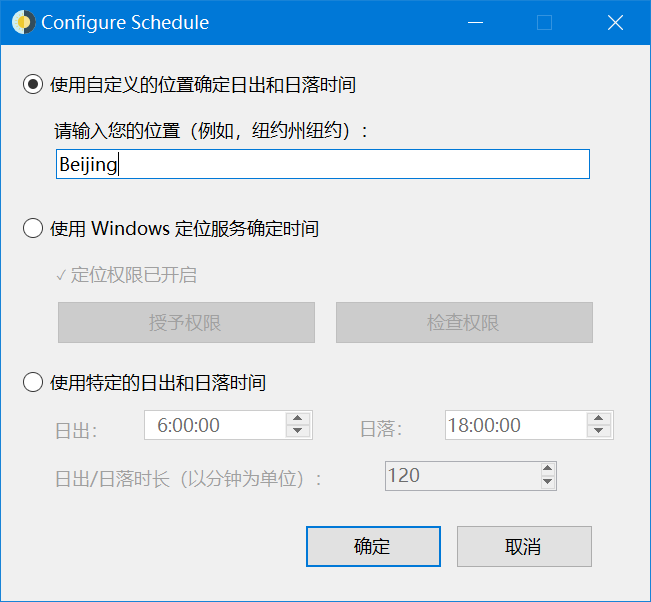 Configure Schedule
使用自定义的位置确定日出和日落时间
请输入您的位置（例如，纽约州纽约）：
Beijing
使用 Windows 定位服务确定时间
✓ 定位权限已开启
授予权限 检查权限
使用特定的日出和日落时间
日出： 6:00:00 日落： 18:00:00
日出/日落时长（以分钟为单位）： 120
确定 取消